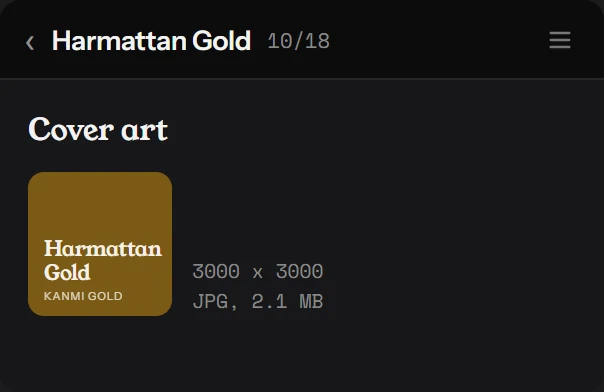 Harmattan Gold 10/18
Cover art
Harmattan
Gold
KANMI GOLD
3000 x 3000
JPG, 2.1 MB